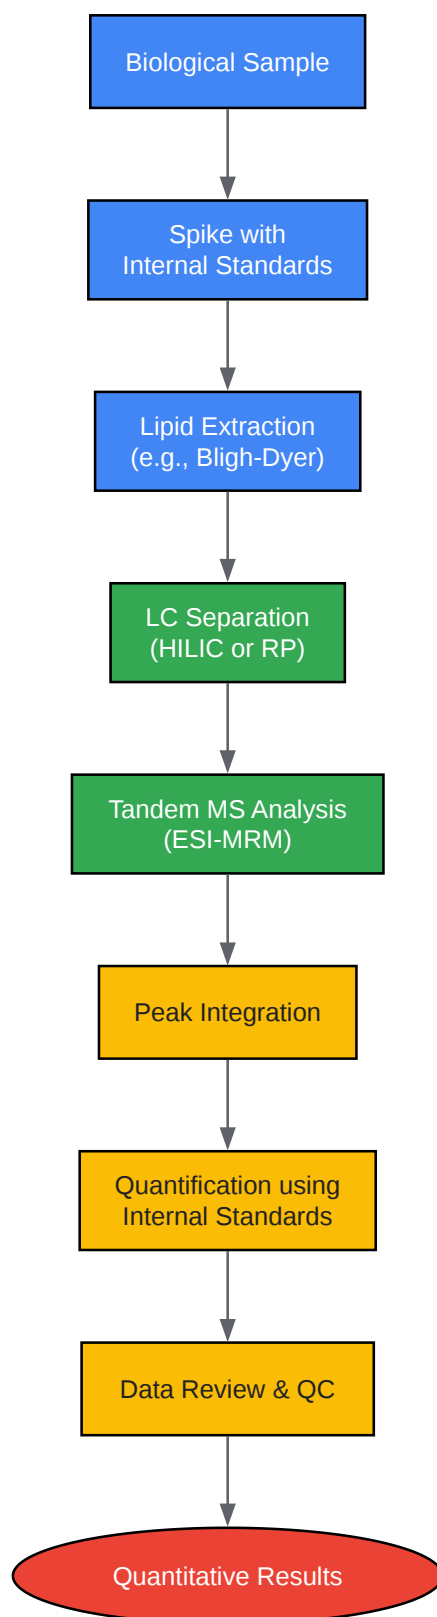 Biological Sample
Spike with
Internal Standards
Lipid Extraction
(e.g., Bligh-Dyer)
LC Separation
(HILIC or RP)
Tandem MS Analysis
(ESI-MRM)
Peak Integration
Quantification using
Internal Standards
Data Review & QC
Quantitative Results